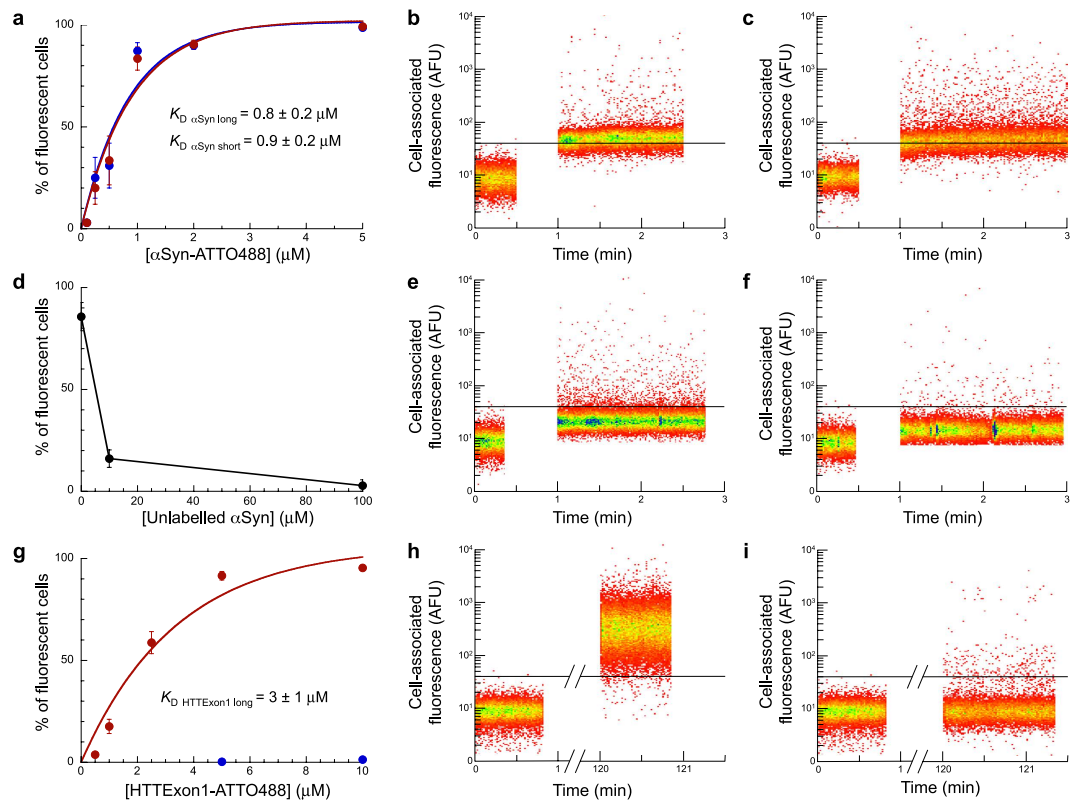 a
100
50
0
% of fluorescent cells
K D αSyn long = 0.8 ± 0.2 μM
K D αSyn short = 0.9 ± 0.2 μM
0 1 2 3 4 5
[αSyn-ATTO488] (μM)
b
Cell-associated
fluorescence (AFU)
10⁴
10³
10²
10¹
0
0 1 2 3
Time (min)
c
Cell-associated
fluorescence (AFU)
10⁴
10³
10²
10¹
0
0 1 2 3
Time (min)
d
100
50
0
% of fluorescent cells
0 20 40 60 80 100
[Unlabelled αSyn] (μM)
e
Cell-associated
fluorescence (AFU)
10⁴
10³
10²
10¹
0
0 1 2 3
Time (min)
f
Cell-associated
fluorescence (AFU)
10⁴
10³
10²
10¹
0
0 1 2 3
Time (min)
g
100
50
0
% of fluorescent cells
K D HTTExon1 long = 3 ± 1 μM
0 2 4 6 8 10
[HTTExon1-ATTO488] (μM)
h
Cell-associated
fluorescence (AFU)
10⁴
10³
10²
10¹
0
0 1 120 121
Time (min)
i
Cell-associated
fluorescence (AFU)
10⁴
10³
10²
10¹
0
0 1 120 121
Time (min)